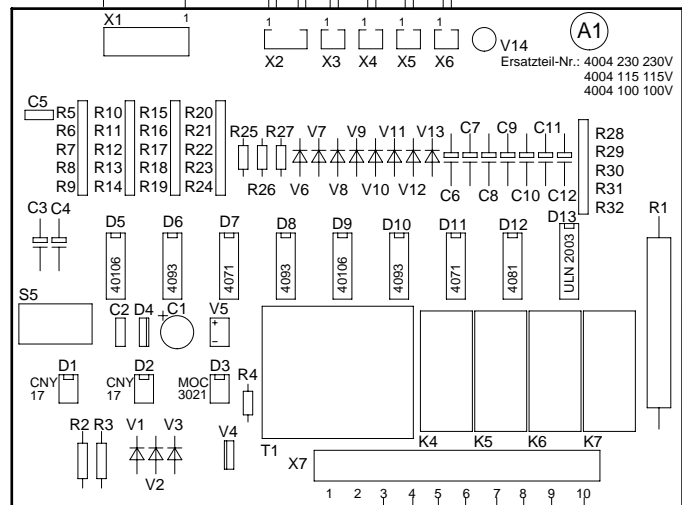 X1 1 1 1 1 1 1 A1
X2 X3 X4 X5 X6 V14
Ersatzteil-Nr.: 4004 230 230V
4004 115 115V
4004 100 100V
C5 R5 R10 R15 R20
R6 R11 R16 R21
R7 R12 R17 R22
R8 R13 R18 R23
R9 R14 R19 R24
R25 R27 V7 V9 V11 V13 C7 C9 C11
R26 V6 V8 V10 V12 C6 C8 C10 C12
R28
R29
R30
R31
R32
C3 C4 D5 D6 D7 D8 D9 D10 D11 D12 D13 R1
40106 4093 4071 4093 40106 4093 4071 4081 ULN 2003
S5 C2 D4 + C1 V5
+
–
D1 D2 D3
CNY 17 CNY 17 MOC 3021 R4
R2 R3 V1 V3 V4
V2
T1 K4 K5 K6 K7
X7
1 2 3 4 5 6 7 8 9 10